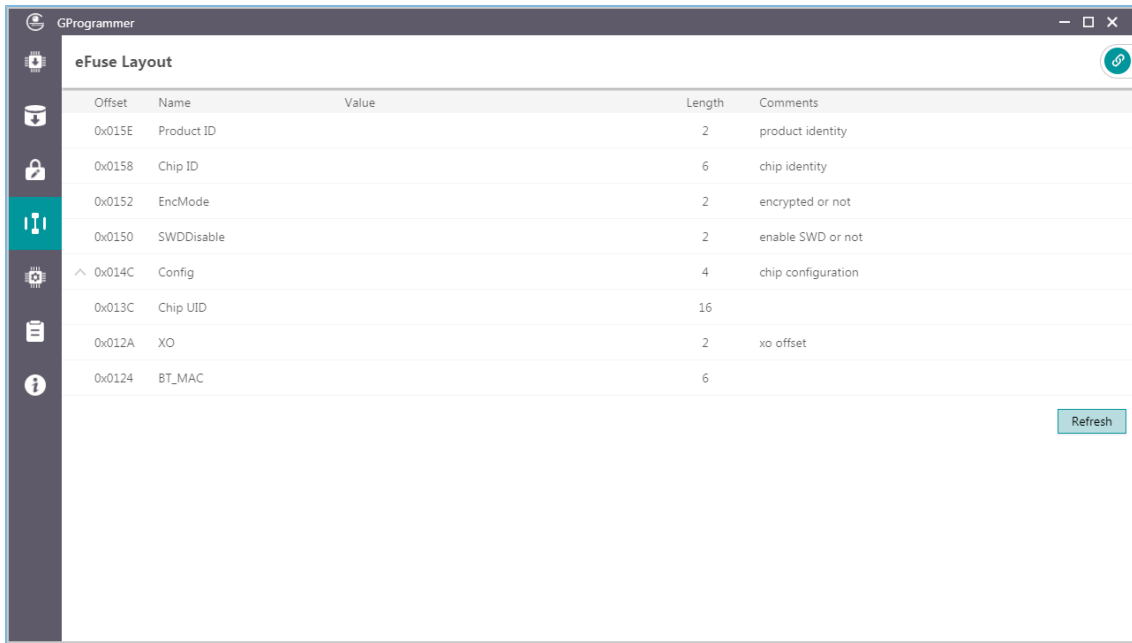 GProgrammer
eFuse Layout
Offset Name Value Length Comments
0x015E Product ID 2 product identity
0x0158 Chip ID 6 chip identity
0x0152 EncMode 2 encrypted or not
0x0150 SWDDisable 2 enable SWD or not
0x014C Config 4 chip configuration
0x013C Chip UID 16
0x012A XO 2 xo offset
0x0124 BT_MAC 6
Refresh